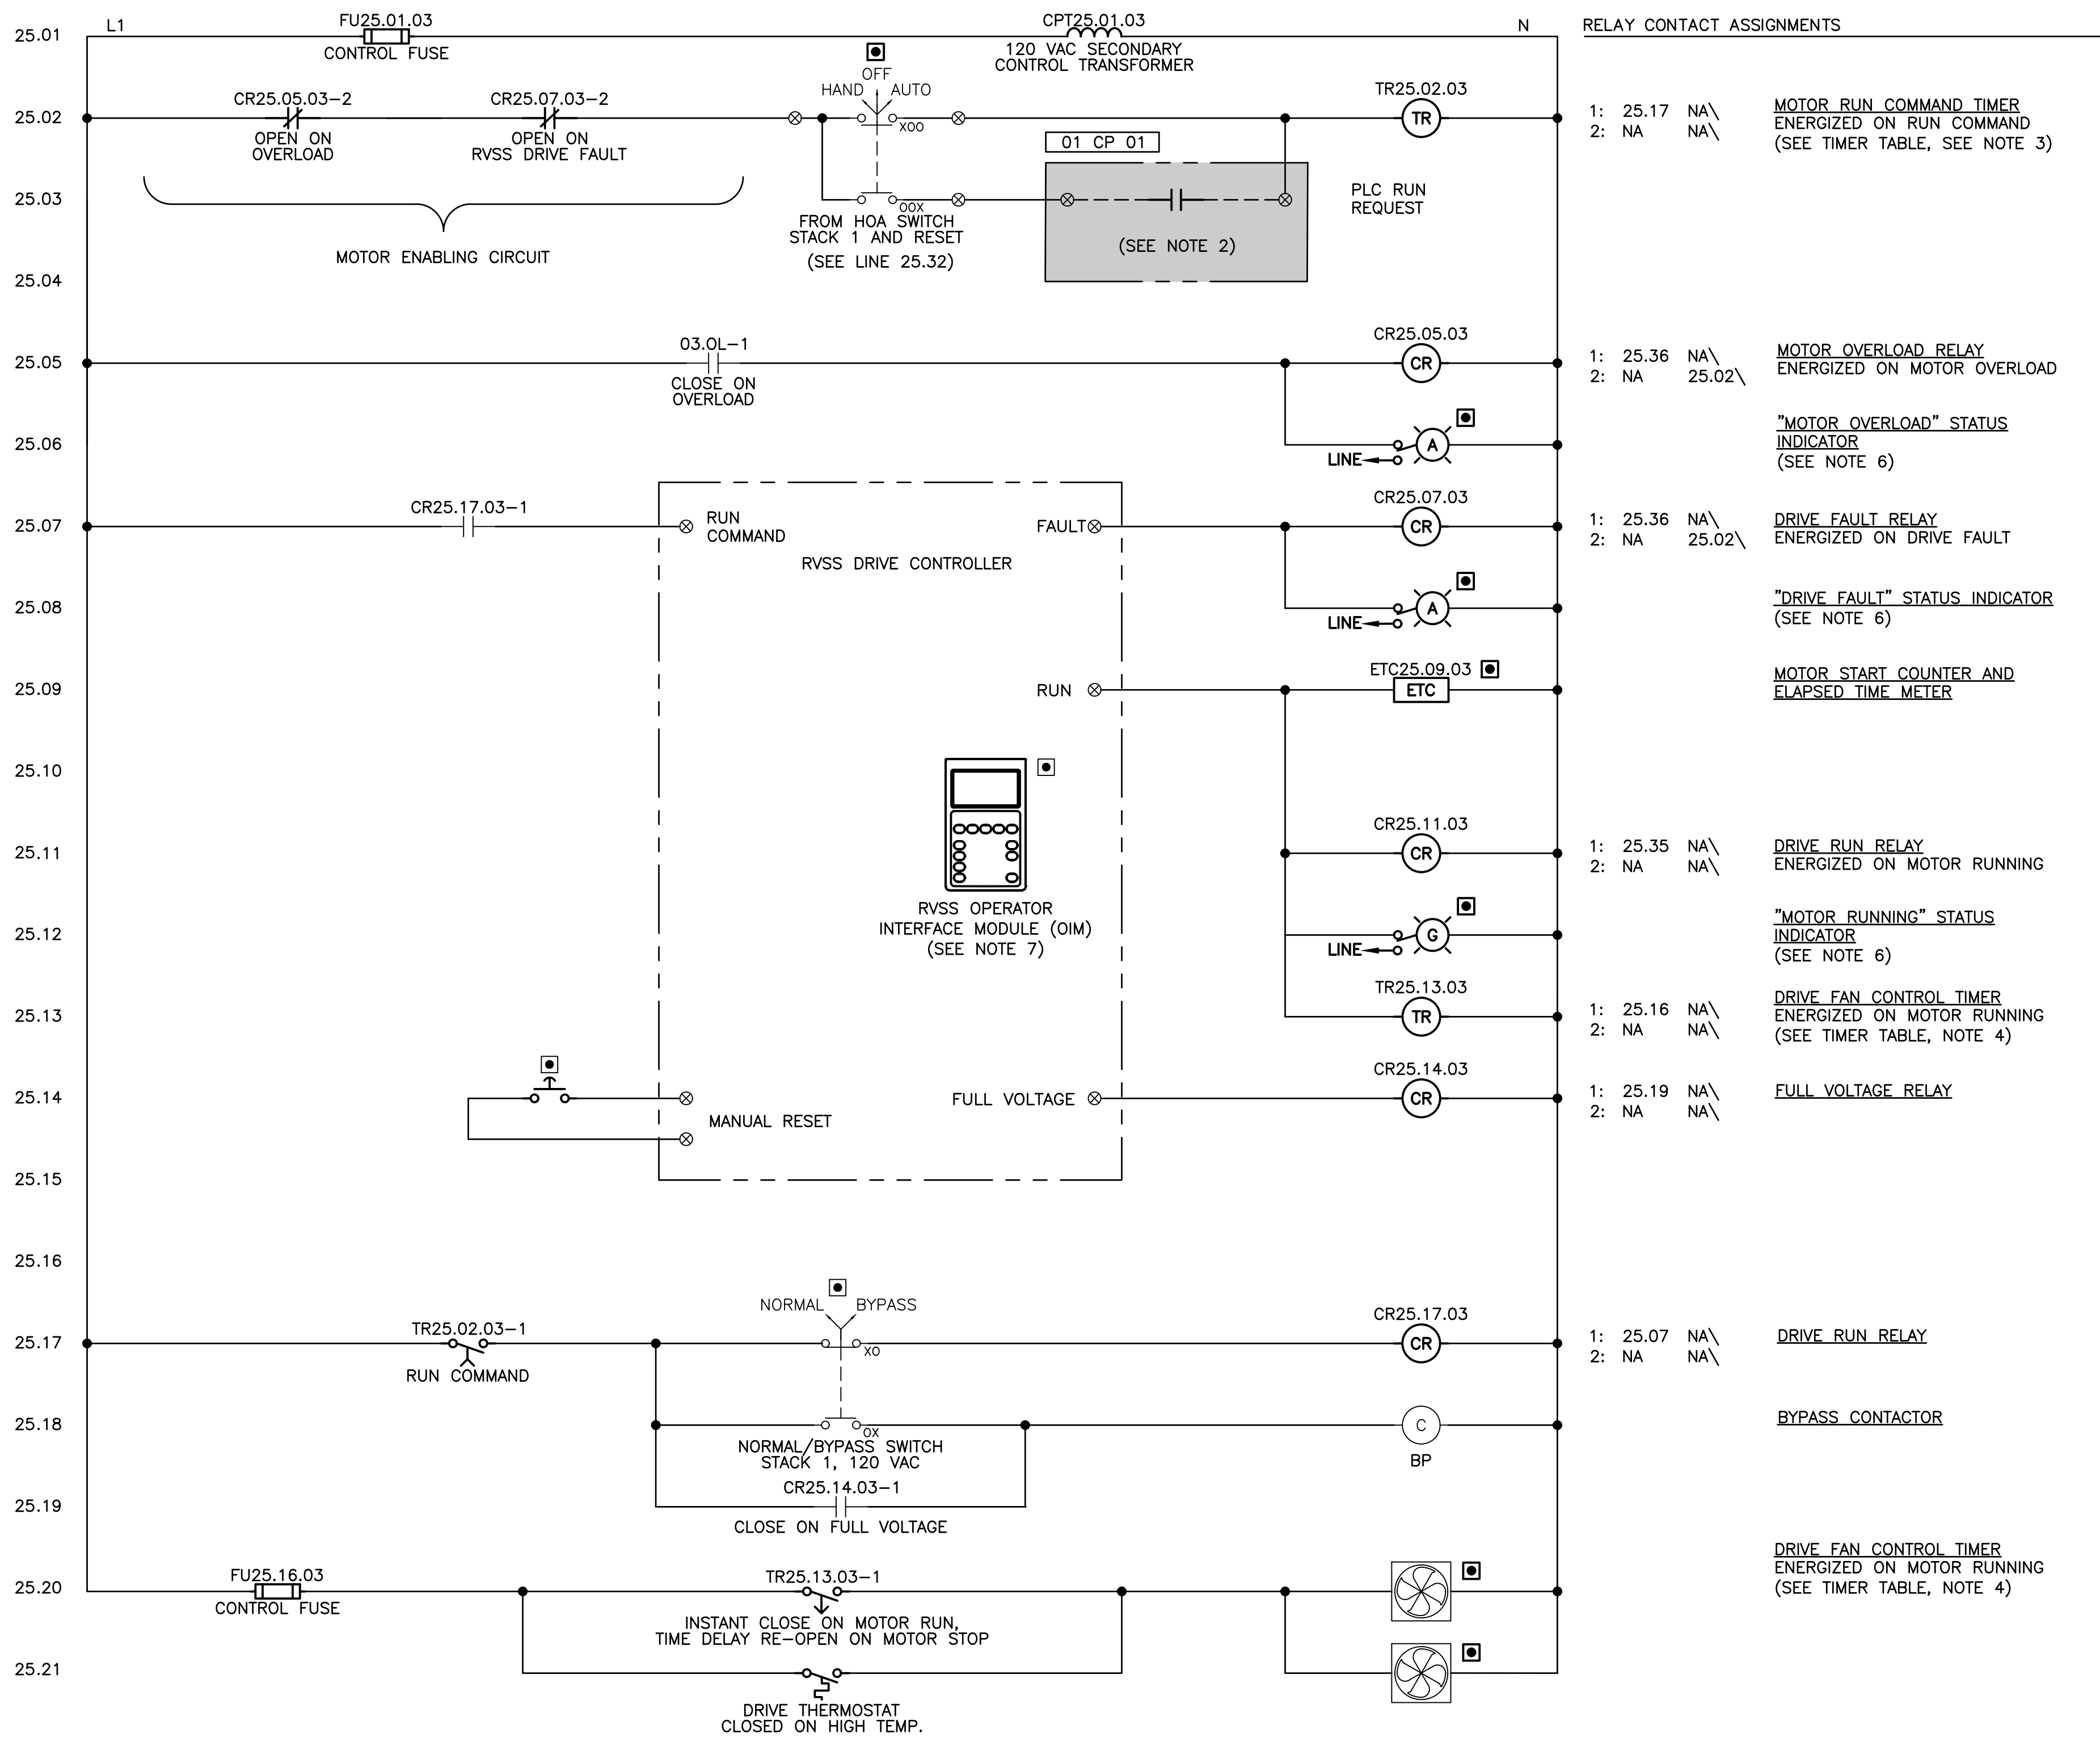 L1
FU25.01.03
CPT25.01.03
N
RELAY CONTACT ASSIGNMENTS
25.01
CONTROL FUSE
120 VAC SECONDARY
CONTROL TRANSFORMER
OFF
HAND
AUTO
CR25.05.03-2
CR25.07.03-2
TR25.02.03
25.02
XOO
TR
OPEN ON
OVERLOAD
OPEN ON
RVSS DRIVE FAULT
01 CP 01
1: 25.17 NA\
2: NA NA\
MOTOR RUN COMMAND TIMER
ENERGIZED ON RUN COMMAND
(SEE TIMER TABLE, SEE NOTE 3)
25.03
OOX
PLC RUN
REQUEST
FROM HOA SWITCH
STACK 1 AND RESET
(SEE LINE 25.32)
(SEE NOTE 2)
MOTOR ENABLING CIRCUIT
25.04
03.OL-1
CR25.05.03
25.05
CR
CLOSE ON
OVERLOAD
1: 25.36 NA\
2: NA 25.02\
MOTOR OVERLOAD RELAY
ENERGIZED ON MOTOR OVERLOAD
25.06
A
LINE
"MOTOR OVERLOAD" STATUS
INDICATOR
(SEE NOTE 6)
CR25.17.03-1
CR25.07.03
25.07
RUN
COMMAND
FAULT
CR
1: 25.36 NA\
2: NA 25.02\
DRIVE FAULT RELAY
ENERGIZED ON DRIVE FAULT
RVSS DRIVE CONTROLLER
25.08
A
LINE
"DRIVE FAULT" STATUS INDICATOR
(SEE NOTE 6)
ETC25.09.03
25.09
RUN
ETC
MOTOR START COUNTER AND
ELAPSED TIME METER
25.10
CR25.11.03
25.11
CR
1: 25.35 NA\
2: NA NA\
DRIVE RUN RELAY
ENERGIZED ON MOTOR RUNNING
RVSS OPERATOR
INTERFACE MODULE (OIM)
(SEE NOTE 7)
25.12
G
LINE
"MOTOR RUNNING" STATUS
INDICATOR
(SEE NOTE 6)
TR25.13.03
25.13
TR
1: 25.16 NA\
2: NA NA\
DRIVE FAN CONTROL TIMER
ENERGIZED ON MOTOR RUNNING
(SEE TIMER TABLE, NOTE 4)
CR25.14.03
25.14
MANUAL RESET
FULL VOLTAGE
CR
1: 25.19 NA\
2: NA NA\
FULL VOLTAGE RELAY
25.15
25.16
NORMAL
BYPASS
TR25.02.03-1
CR25.17.03
25.17
XO
CR
RUN COMMAND
1: 25.07 NA\
2: NA NA\
DRIVE RUN RELAY
25.18
OX
C
BP
BYPASS CONTACTOR
NORMAL/BYPASS SWITCH
STACK 1, 120 VAC
CR25.14.03-1
25.19
CLOSE ON FULL VOLTAGE
FU25.16.03
TR25.13.03-1
25.20
CONTROL FUSE
INSTANT CLOSE ON MOTOR RUN,
TIME DELAY RE-OPEN ON MOTOR STOP
DRIVE FAN CONTROL TIMER
ENERGIZED ON MOTOR RUNNING
(SEE TIMER TABLE, NOTE 4)
25.21
DRIVE THERMOSTAT
CLOSED ON HIGH TEMP.